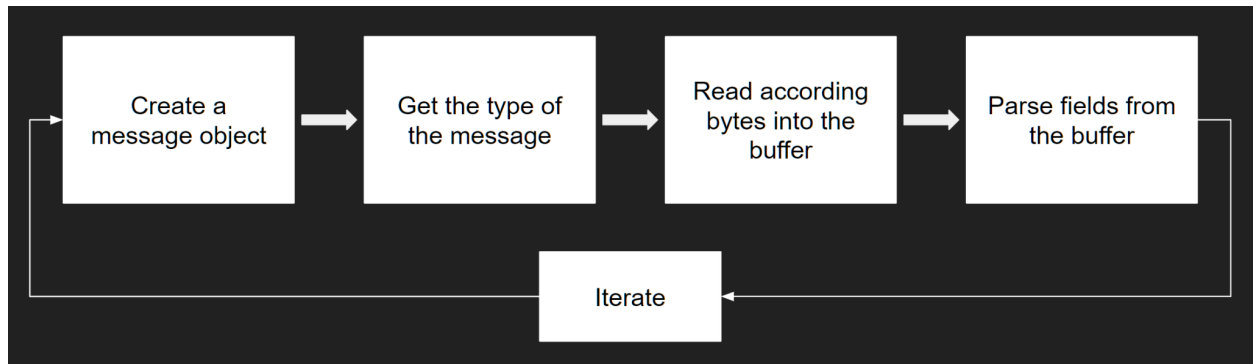 Create a
message object
Get the type of
the message
Read according
bytes into the
buffer
Parse fields from
the buffer
Iterate